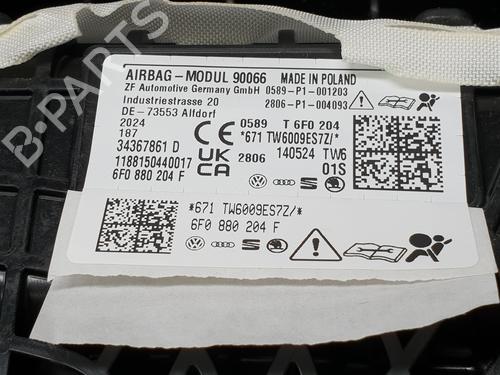 AIRBAG-MODUL 90066 MADE IN POLAND
ZF Automotive Germany GmbH 0589-P1-001203
Industriestrasse 20 2806-P1-004093
DE-73553 Alfdorf
2024 0589 T 6F0 204
187 *671 TW6009ES7Z/*
34367861 D 140524 TW6
1188150440017 2806 01S
6F0 880 204 F
CE
UK
CA
*671 TW6009ES7Z/*
6F0 880 204 F
B-PARTS